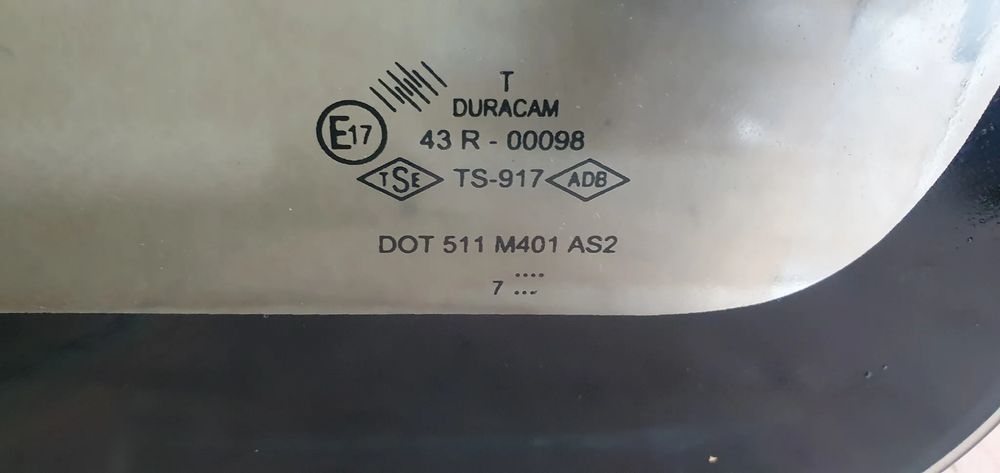 T
DURACAM
E17 43 R - 00098
TSE TS-917 ADB
DOT 511 M401 AS2
....
7 ....